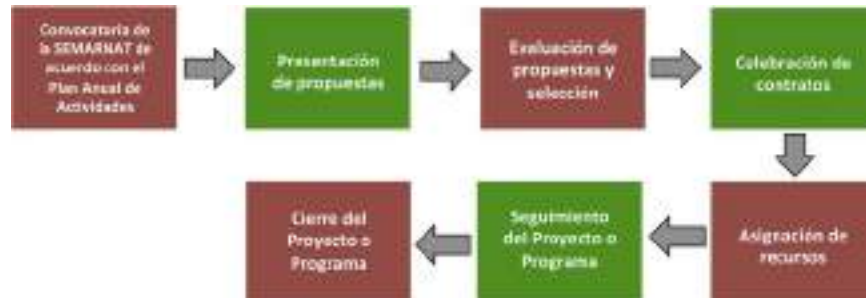 Convocatoria de
la SEMARNAT de
acuerdo con el
Plan Anual de
Actividades
Presentación
de propuestas
Evaluación de
propuestas y
selección
Celebración de
contratos
Asignación de
recursos
Seguimiento
del Proyecto o
Programa
Cierre del
Proyecto o
Programa